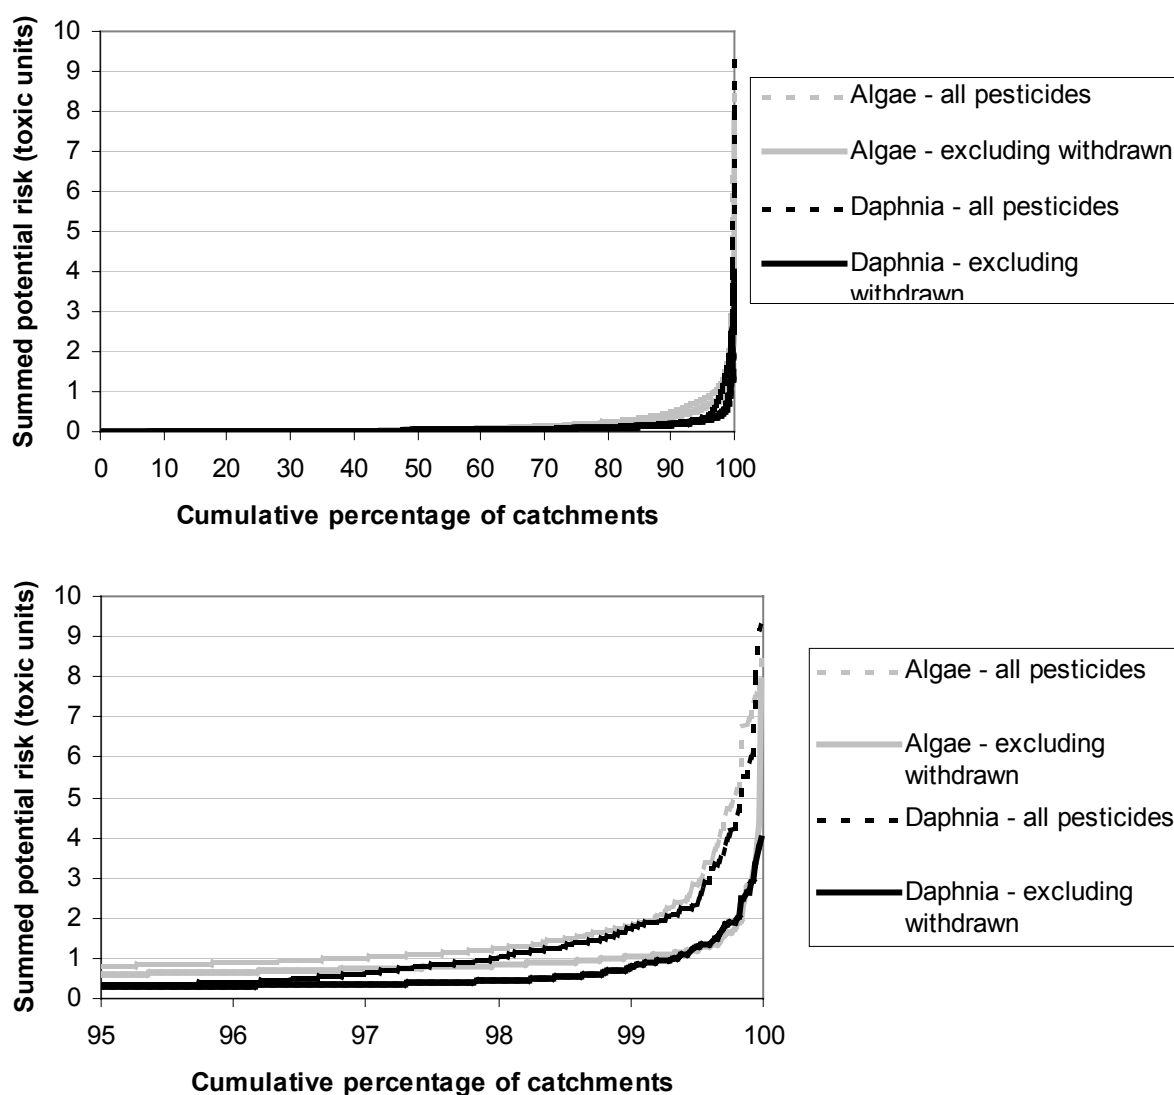 Summed potential risk (toxic units)
10
9
8
7
6
5
4
3
2
1
0
0 10 20 30 40 50 60 70 80 90 100
Cumulative percentage of catchments
Algae - all pesticides
Algae - excluding withdrawn
Daphnia - all pesticides
Daphnia - excluding
withdrawn
Summed potential risk (toxic units)
10
9
8
7
6
5
4
3
2
1
0
95 96 97 98 99 100
Cumulative percentage of catchments
Algae - all pesticides
Algae - excluding
withdrawn
Daphnia - all pesticides
Daphnia - excluding
withdrawn